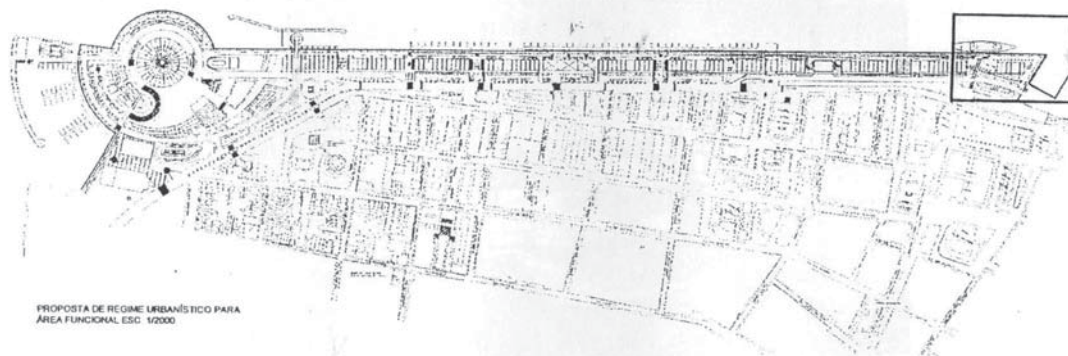 PROPOSTA DE REGIME URBANÍSTICO PARA
ÁREA FUNCIONAL ESC 1/2000